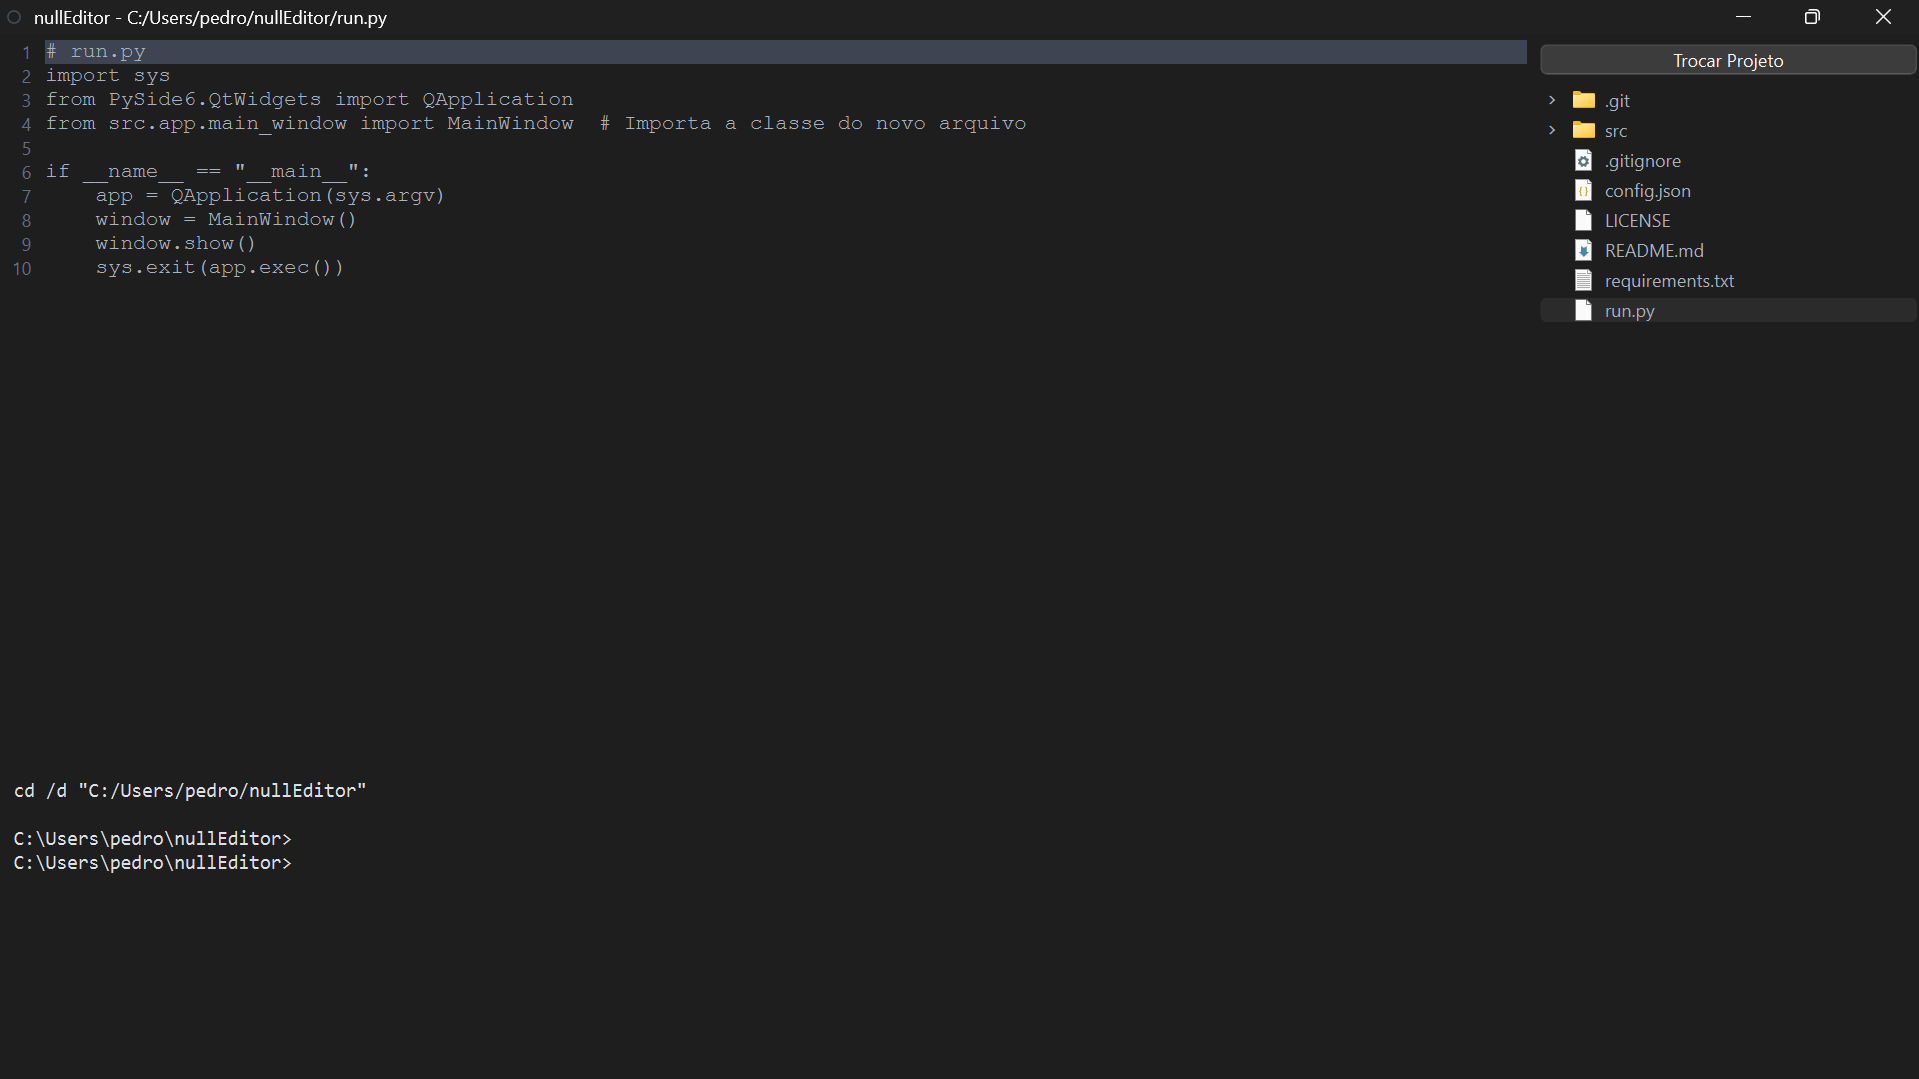 nullEditor - C:/Users/pedro/nullEditor/run.py
1 # run.py
2 import sys
3 from PySide6.QtWidgets import QApplication
4 from src.app.main_window import MainWindow  # Importa a classe do novo arquivo
5
6 if __name__ == "__main__":
7     app = QApplication(sys.argv)
8     window = MainWindow()
9     window.show()
10     sys.exit(app.exec())
cd /d "C:/Users/pedro/nullEditor"
C:\Users\pedro\nullEditor>
C:\Users\pedro\nullEditor>
Trocar Projeto
.git
src
.gitignore
config.json
LICENSE
README.md
requirements.txt
run.py